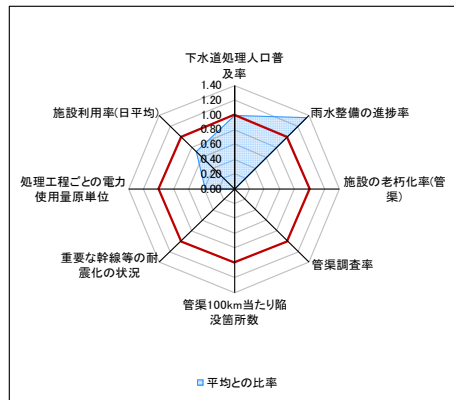 下水道処理人口普
及率
1.40
1.20
1.00
0.80
0.60
0.40
0.20
0.00
雨水整備の進捗率
施設の老朽化率(管
渠)
管渠調査率
管渠100km当たり陥
没箇所数
重要な幹線等の耐
震化の状況
処理工程ごとの電力
使用量原単位
施設利用率(日平均)
平均との比率